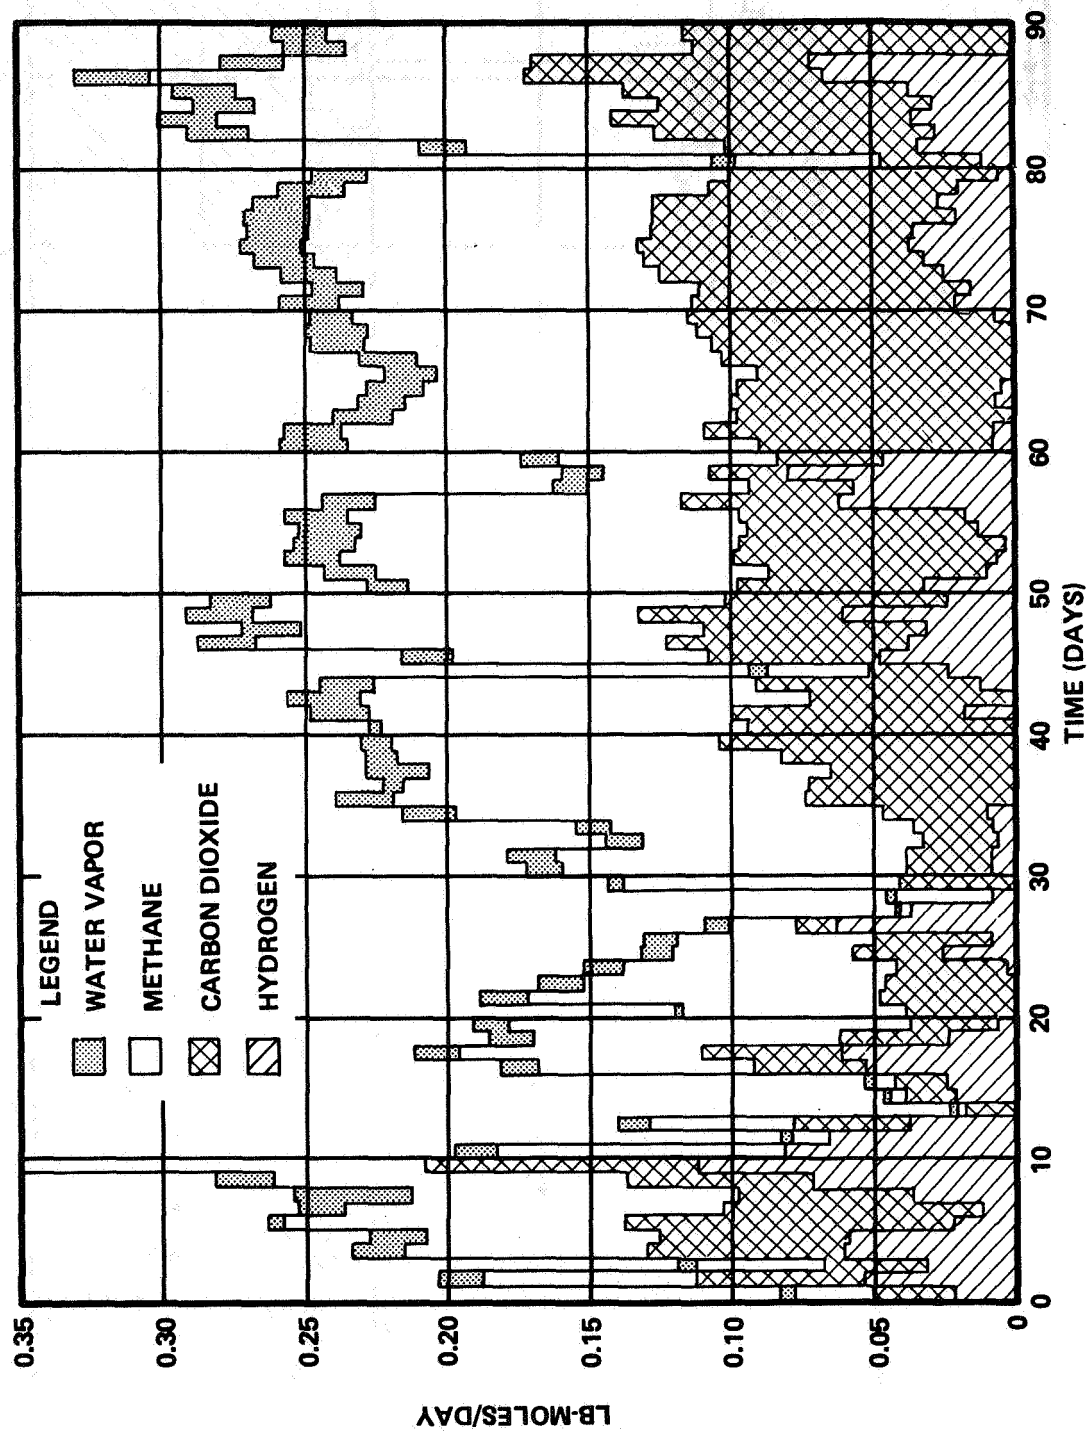 LB-MOLES/DAY
0.35
0.30
0.25
0.20
0.15
0.10
0.05
0
LEGEND
WATER VAPOR
METHANE
CARBON DIOXIDE
HYDROGEN
0 10 20 30 40 50 60 70 80 90
TIME (DAYS)